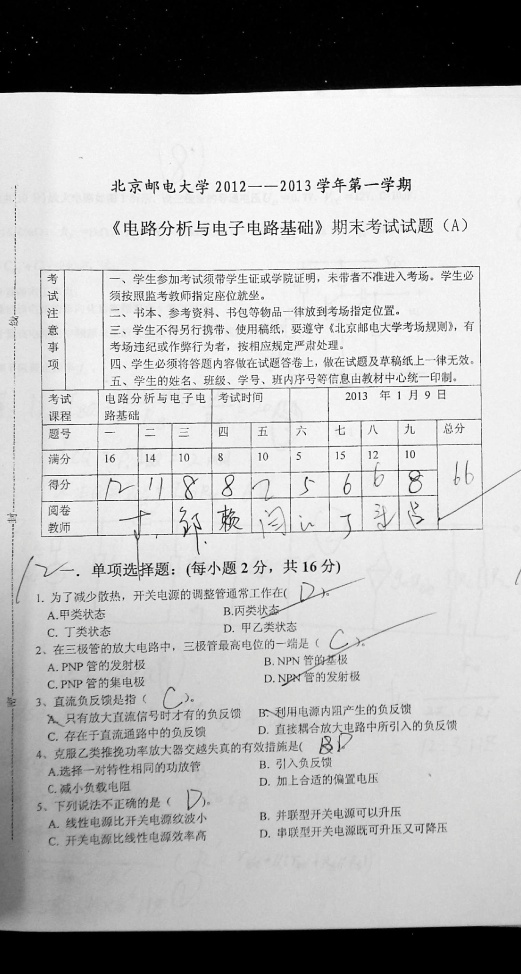 北京邮电大学 2012——2013 学年第一学期
《电路分析与电子电路基础》期末考试试题（A）
考试注意事项
一、学生参加考试须带学生证或学院证明，未带者不准进入考场。学生必
须按照监考教师指定座位就坐。
二、书本、参考资料、书包等物品一律放到考场指定位置。
三、学生不得另行携带、使用稿纸，要遵守《北京邮电大学考场规则》，有
考场违纪或作弊行为者，按相应规定严肃处理。
四、学生必须将答题内容做在试题答卷上，做在试题及草稿纸上一律无效。
五、学生的姓名、班级、学号、班内序号等信息由教材中心统一印制。
考试课程 电路分析与电子电路基础 考试时间 2013 年 1 月 9 日
题号 一 二 三 四 五 六 七 八 九 总分
满分 16 14 10 8 10 5 15 12 10
得分 12 11 8 8 2 5 6 6 8 66
阅卷教师
12
一. 单项选择题：(每小题 2 分，共 16 分)
1. 为了减少散热，开关电源的调整管通常工作在( D )。
A.甲类状态 B.丙类状态
C. 丁类状态 D. 甲乙类状态
2、在三极管的放大电路中，三极管最高电位的一端是（ C ）。
A. PNP 管的发射极 B. NPN 管的基极
C. PNP 管的集电极 D. NPN 管的发射极
3、直流负反馈是指（ C ）。
A. 只有放大直流信号时才有的负反馈 B. 利用电源内阻产生的负反馈
C. 存在于直流通路中的负反馈 D. 直接耦合放大电路中所引入的负反馈
4、克服乙类推挽功率放大器交越失真的有效措施是( D
A.选择一对特性相同的功放管 B. 引入负反馈
C.减小负载电阻 D. 加上合适的偏置电压
5、下列说法不正确的是（ D ）。
A. 线性电源比开关电源纹波小 B. 并联型开关电源可以升压
C. 开关电源比线性电源效率高 D. 串联型开关电源既可升压又可降压